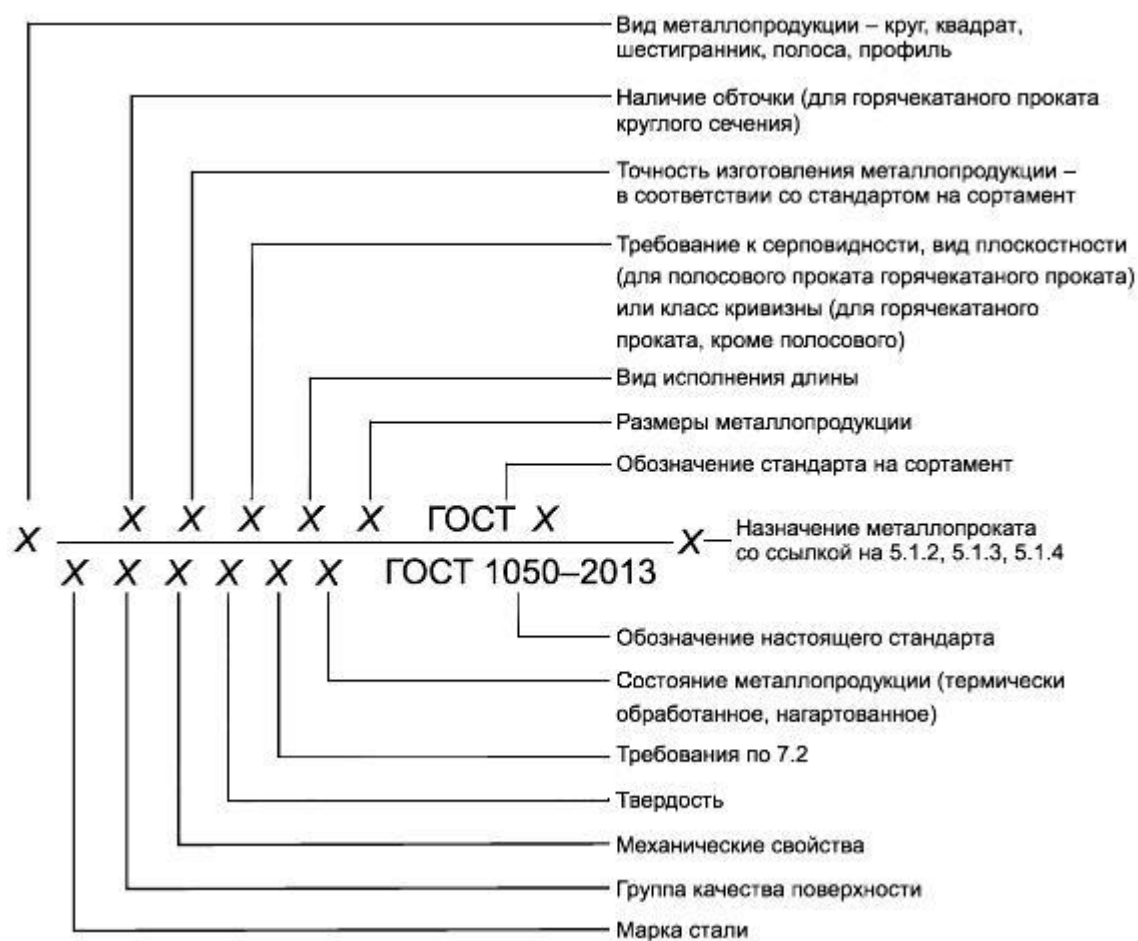 Вид металлопродукции – круг, квадрат,
шестигранник, полоса, профиль
Наличие обточки (для горячекатаного проката
круглого сечения)
Точность изготовления металлопродукции –
в соответствии со стандартом на сортамент
Требование к серповидности, вид плоскостности
(для полосового проката горячекатаного проката)
или класс кривизны (для горячекатаного
проката, кроме полосового)
Вид исполнения длины
Размеры металлопродукции
Обозначение стандарта на сортамент
X X X X X ГОСТ X
X
X
Назначение металлопроката
со ссылкой на 5.1.2, 5.1.3, 5.1.4
X X X X X X ГОСТ 1050–2013
Обозначение настоящего стандарта
Состояние металлопродукции (термически
обработанное, нагартованное)
Требования по 7.2
Твердость
Механические свойства
Группа качества поверхности
Марка стали